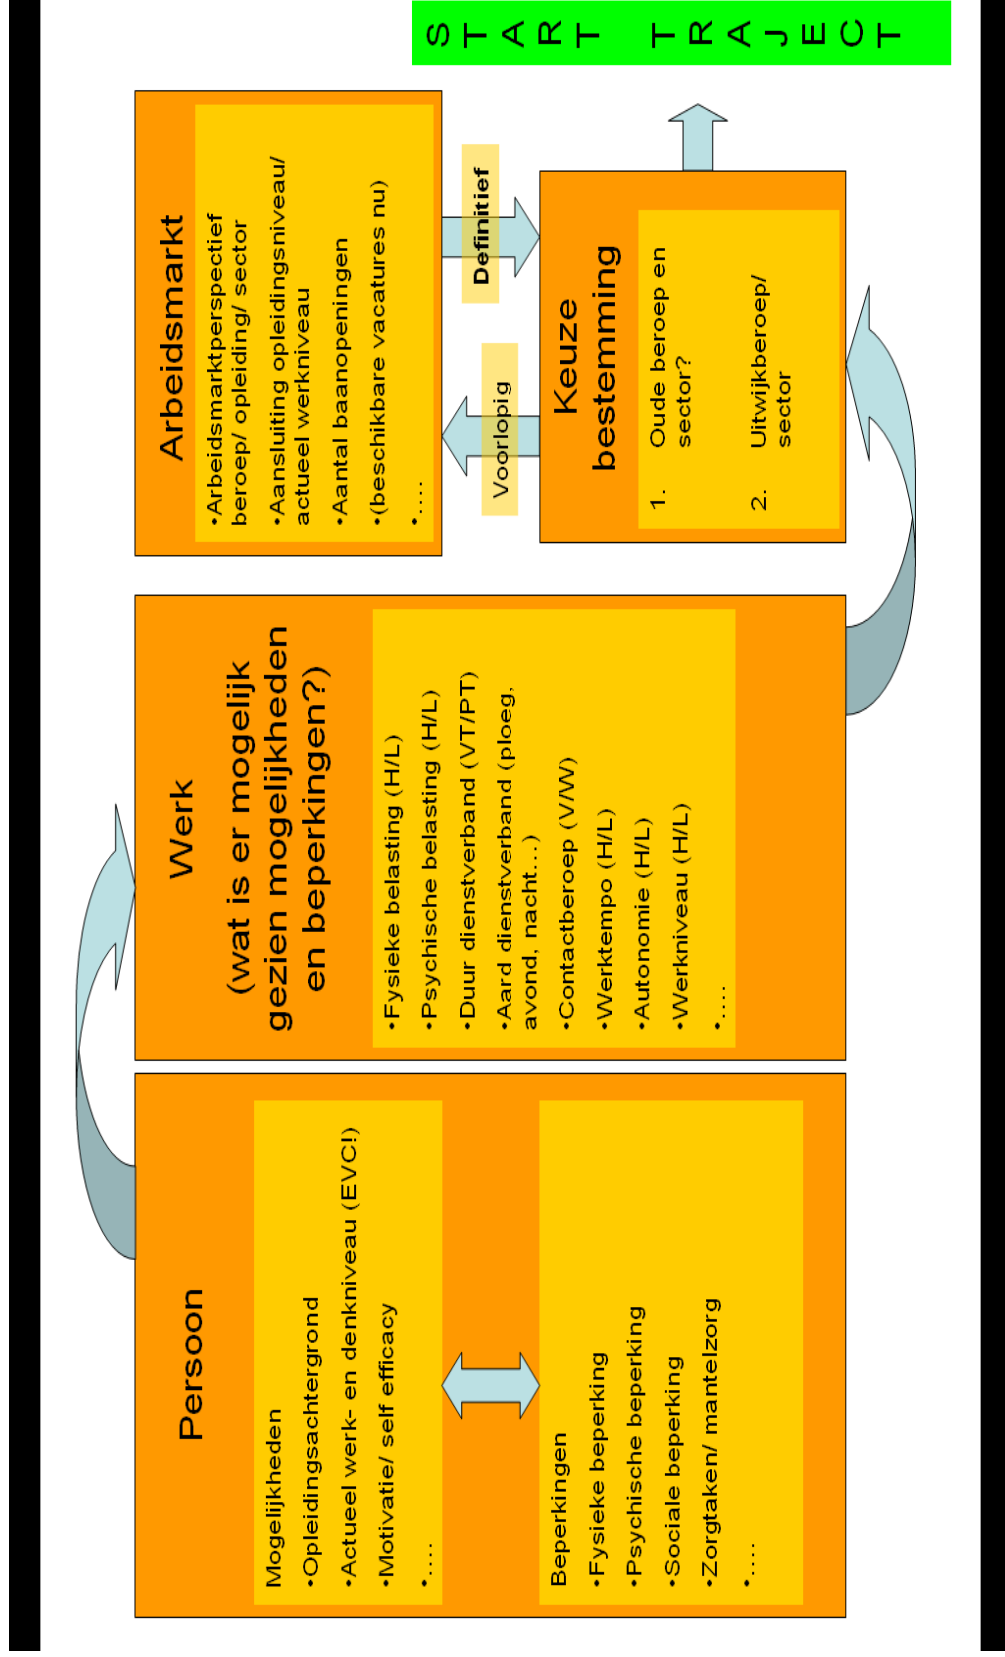 Persoon
Mogelijkheden
•Opleidingsachtergrond
•Actueel werk- en denkniveau (EVC!)
•Motivatie/ self efficacy
•....
Beperkingen
•Fysieke beperking
•Psychische beperking
•Sociale beperking
•Zorgtaken/ mantelzorg
•....
Werk
(wat is er mogelijk
gezien mogelijkheden
en beperkingen?)
•Fysieke belasting (H/L)
•Psychische belasting (H/L)
•Duur dienstverband (VT/PT)
•Aard dienstverband (ploeg,
avond, nacht...)
•Contactberoep (V/W)
•Werktempo (H/L)
•Autonomie (H/L)
•Werkniveau (H/L)
•....
Arbeidsmarkt
•Arbeidsmarktperspectief
beroep/ opleiding/ sector
•Aansluiting opleidingsniveau/
actueel werkniveau
•Aantal baanopeningen
•(beschikbare vacatures nu)
•....
Voorlopig
Definitief
Keuze
bestemming
1. Oude beroep en
sector?
2. Uitwijkberoep/
sector
S
T
A
R
T
T
R
A
J
E
C
T